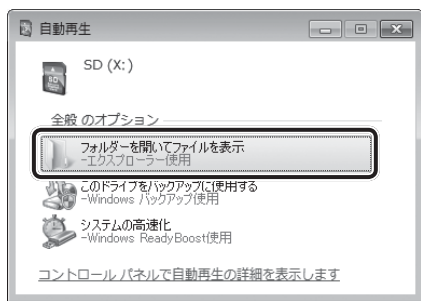 自動再生
SD (X:)
全般 のオプション
フォルダーを開いてファイルを表示
-エクスプローラー使用
このドライブをバックアップに使用する
-Windows バックアップ使用
システムの高速化
-Windows ReadyBoost使用
コントロール パネルで自動再生の詳細を表示します